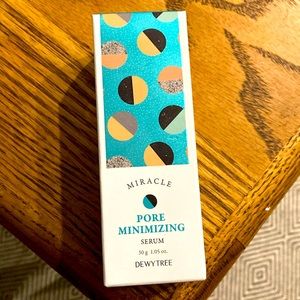 MIRACLE
PORE
MINIMIZING
SERUM
30 g 1.05 oz.
DEWYTREE